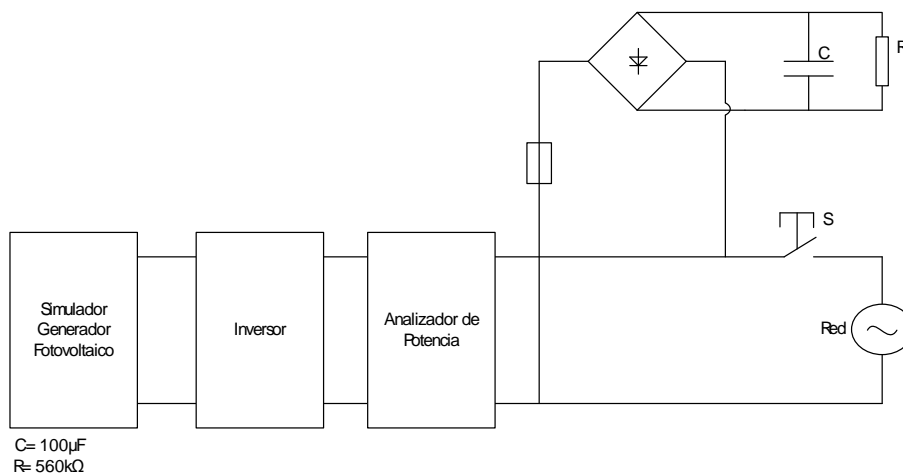 C
R
S
Simulador
Generador
Fotovoltaico
Inversor
Analizador de
Potencia
Red
C= 100µF
R= 560kΩ